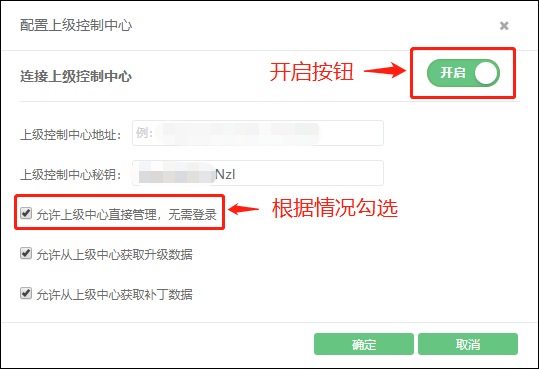 配置上级控制中心
连接上级控制中心
开启按钮
开启
上级控制中心地址：
例：
上级控制中心秘钥：
Nzl
允许上级中心直接管理，无需登录
根据情况勾选
允许从上级中心获取升级数据
允许从上级中心获取补丁数据
确定
取消